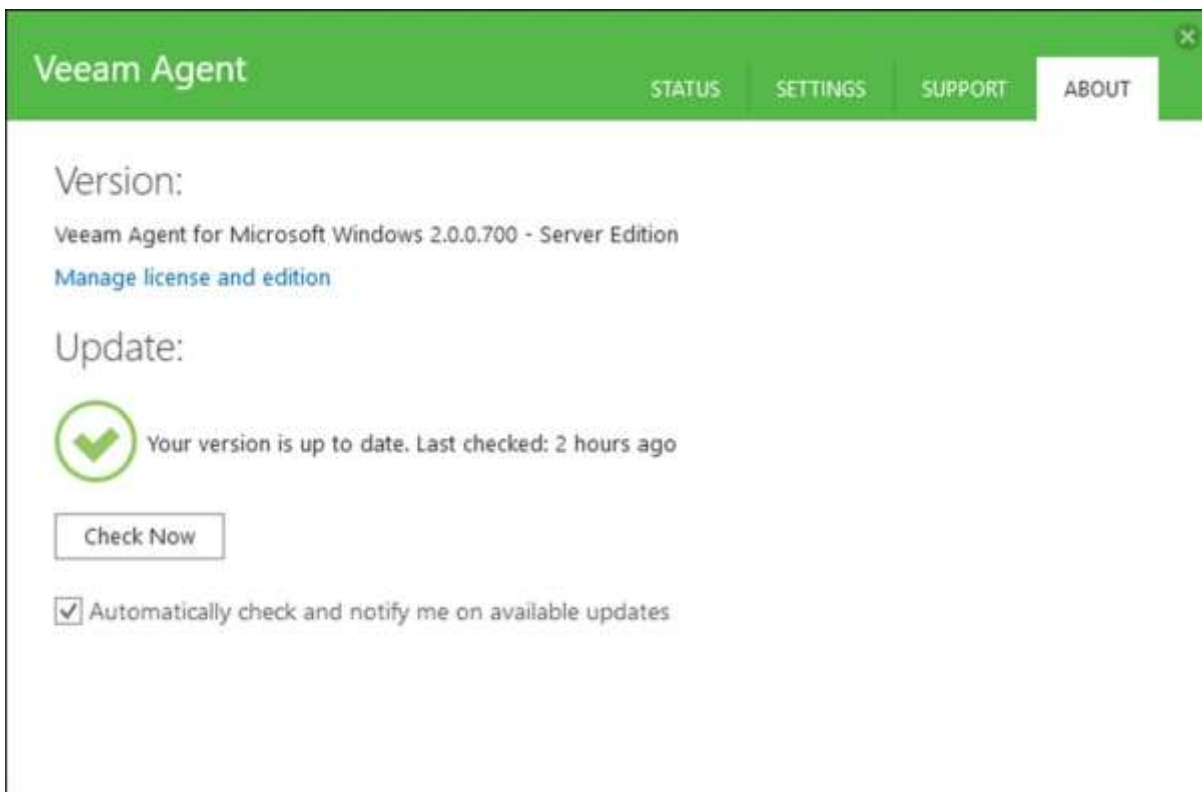 Veeam Agent
STATUS SETTINGS SUPPORT ABOUT
Version:
Veeam Agent for Microsoft Windows 2.0.0.700 - Server Edition
Manage license and edition
Update:
Your version is up to date. Last checked: 2 hours ago
Check Now
Automatically check and notify me on available updates